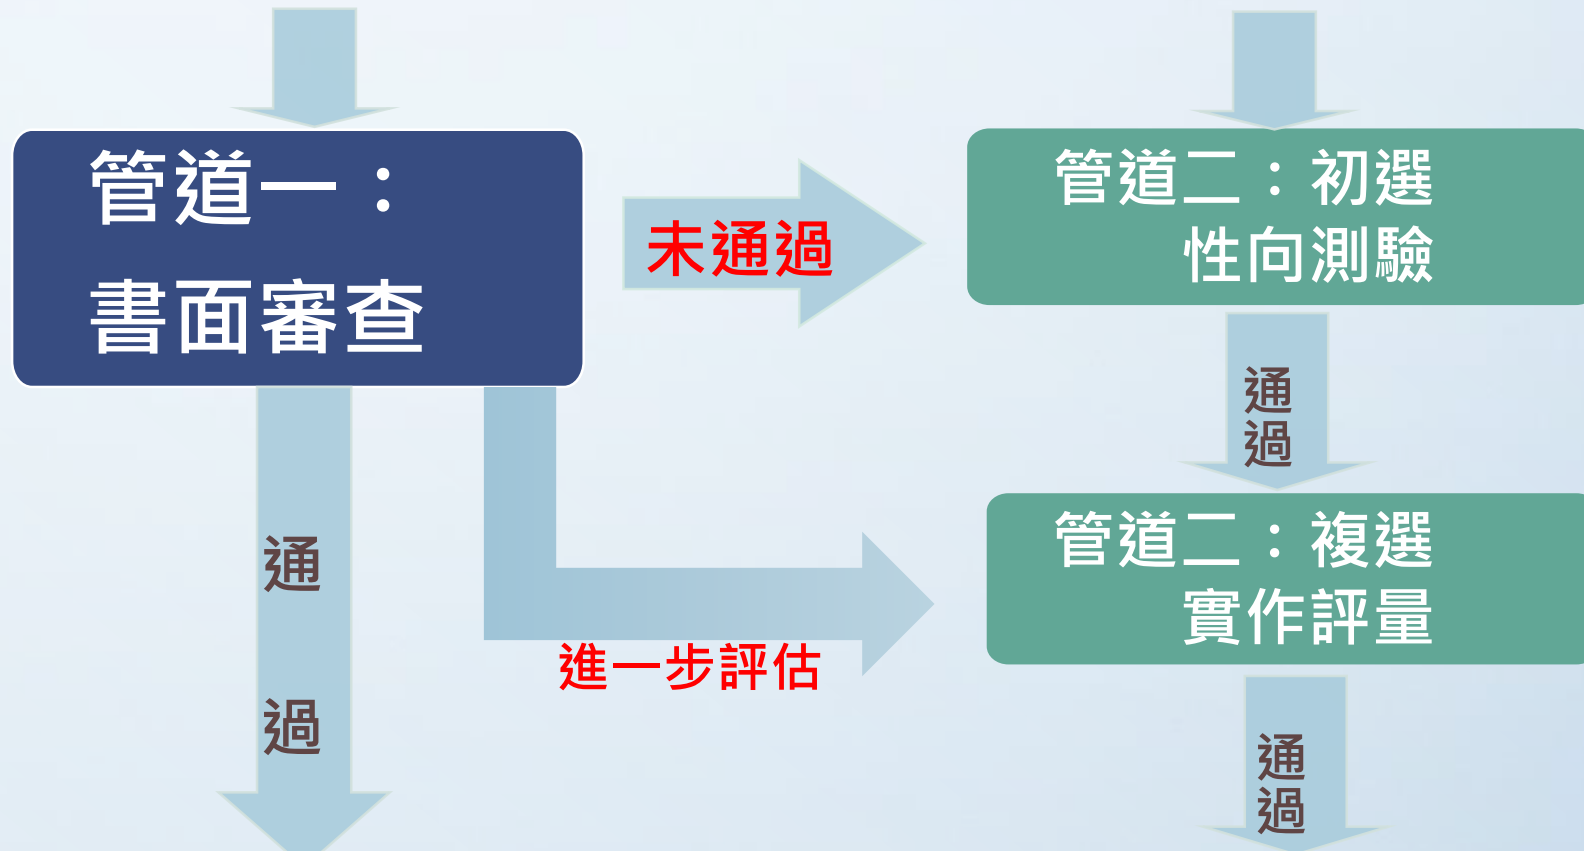 管道一：
書面審查
未通過
管道二：初選
性向測驗
通
過
管道二：複選
實作評量
通
過
進一步評估
通
過